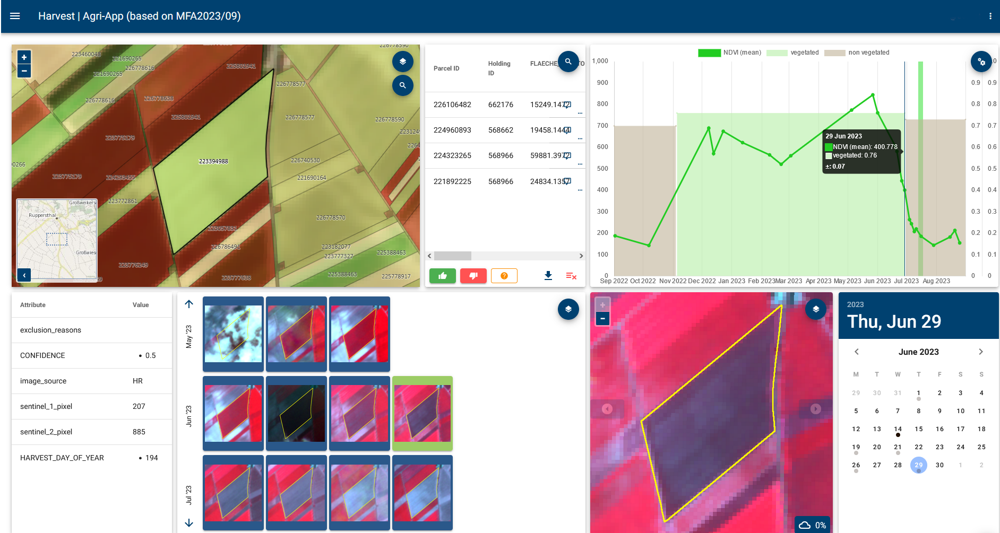 Harvest | Agri-App (based on MFA2023/09)
+
−
223460048
221690265
226778616
221690265
225801941
226778590
226778577
226778616
226778638
225801941
226778577
226778590
223775179
0266
223394988
226740530
223775179
224293455
221690164
223772861
Großweikers
Ruppersthal
226778570
223057831
226786491
223182077
223777327
225388463
Großwies
223776249
223777638
225388463
225778917
Parcel ID
Holding ID
FLAECHE_
TO
226106482 662176 15249.1472
...
224960893 568662 19458.1444
...
224323265 568966 59881.3972
...
221892225 568966 24834.1357
...
NDVI (mean) vegetated non vegetated
1,000
900 0.9 0.9
800 0.8 0.8
700 0.7 0.7
600 0.6 0.6
500 0.5 0.5
400 0.4 0.4
300 0.3 0.3
200 0.2 0.2
100 0.1 0.1
0 0 0
29 Jun 2023
NDVI (mean): 400.778
vegetated: 0.76
±: 0.07
Sep 2022 Oct 2022 Nov 2022 Dec 2022 Jan 2023 Feb 2023 Mar 2023 Apr 2023 May 2023 Jun 2023 Jul 2023 Aug 2023
Attribute Value
exclusion_reasons
CONFIDENCE • 0.5
image_source HR
sentinel_1_pixel 207
sentinel_2_pixel 885
HARVEST_DAY_OF_YEAR • 194
May '23
Jun '23
Jul '23
+
−
0%
2023
Thu, Jun 29
June 2023
M T W T F S S
29 30 31 1 2 3 4
5 6 7 8 9 10 11
12 13 14 15 16 17 18
19 20 21 22 23 24 25
26 27 28 29 30 1 2